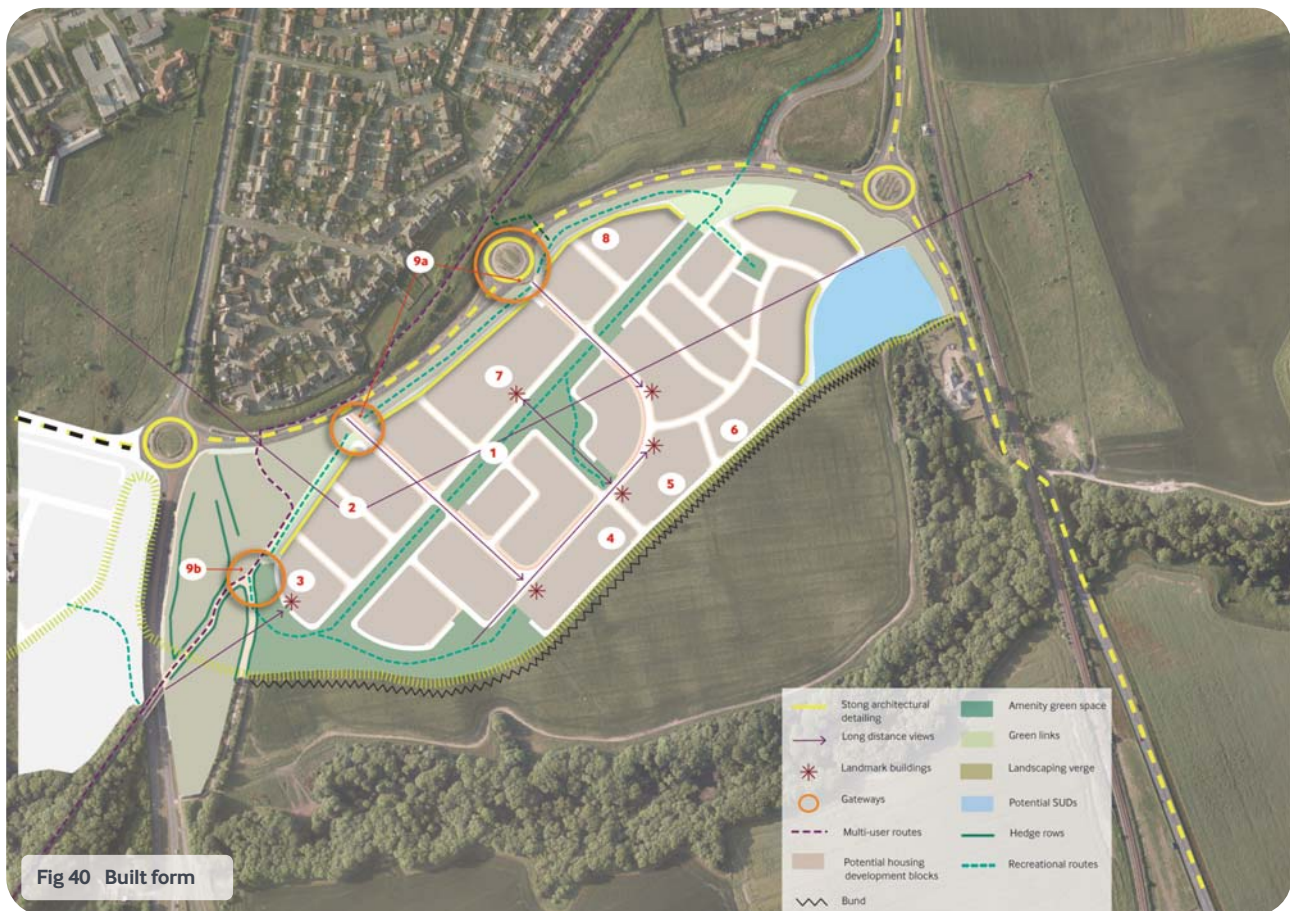 8
9a
7
1
6
2
5
4
9b
3
Stong architectural
detailing
Long distance views
Landmark buildings
Gateways
Multi-user routes
Potential housing
development blocks
Bund
Amenity green space
Green links
Landscaping verge
Potential SUDs
Hedge rows
Recreational routes
Fig 40 Built form